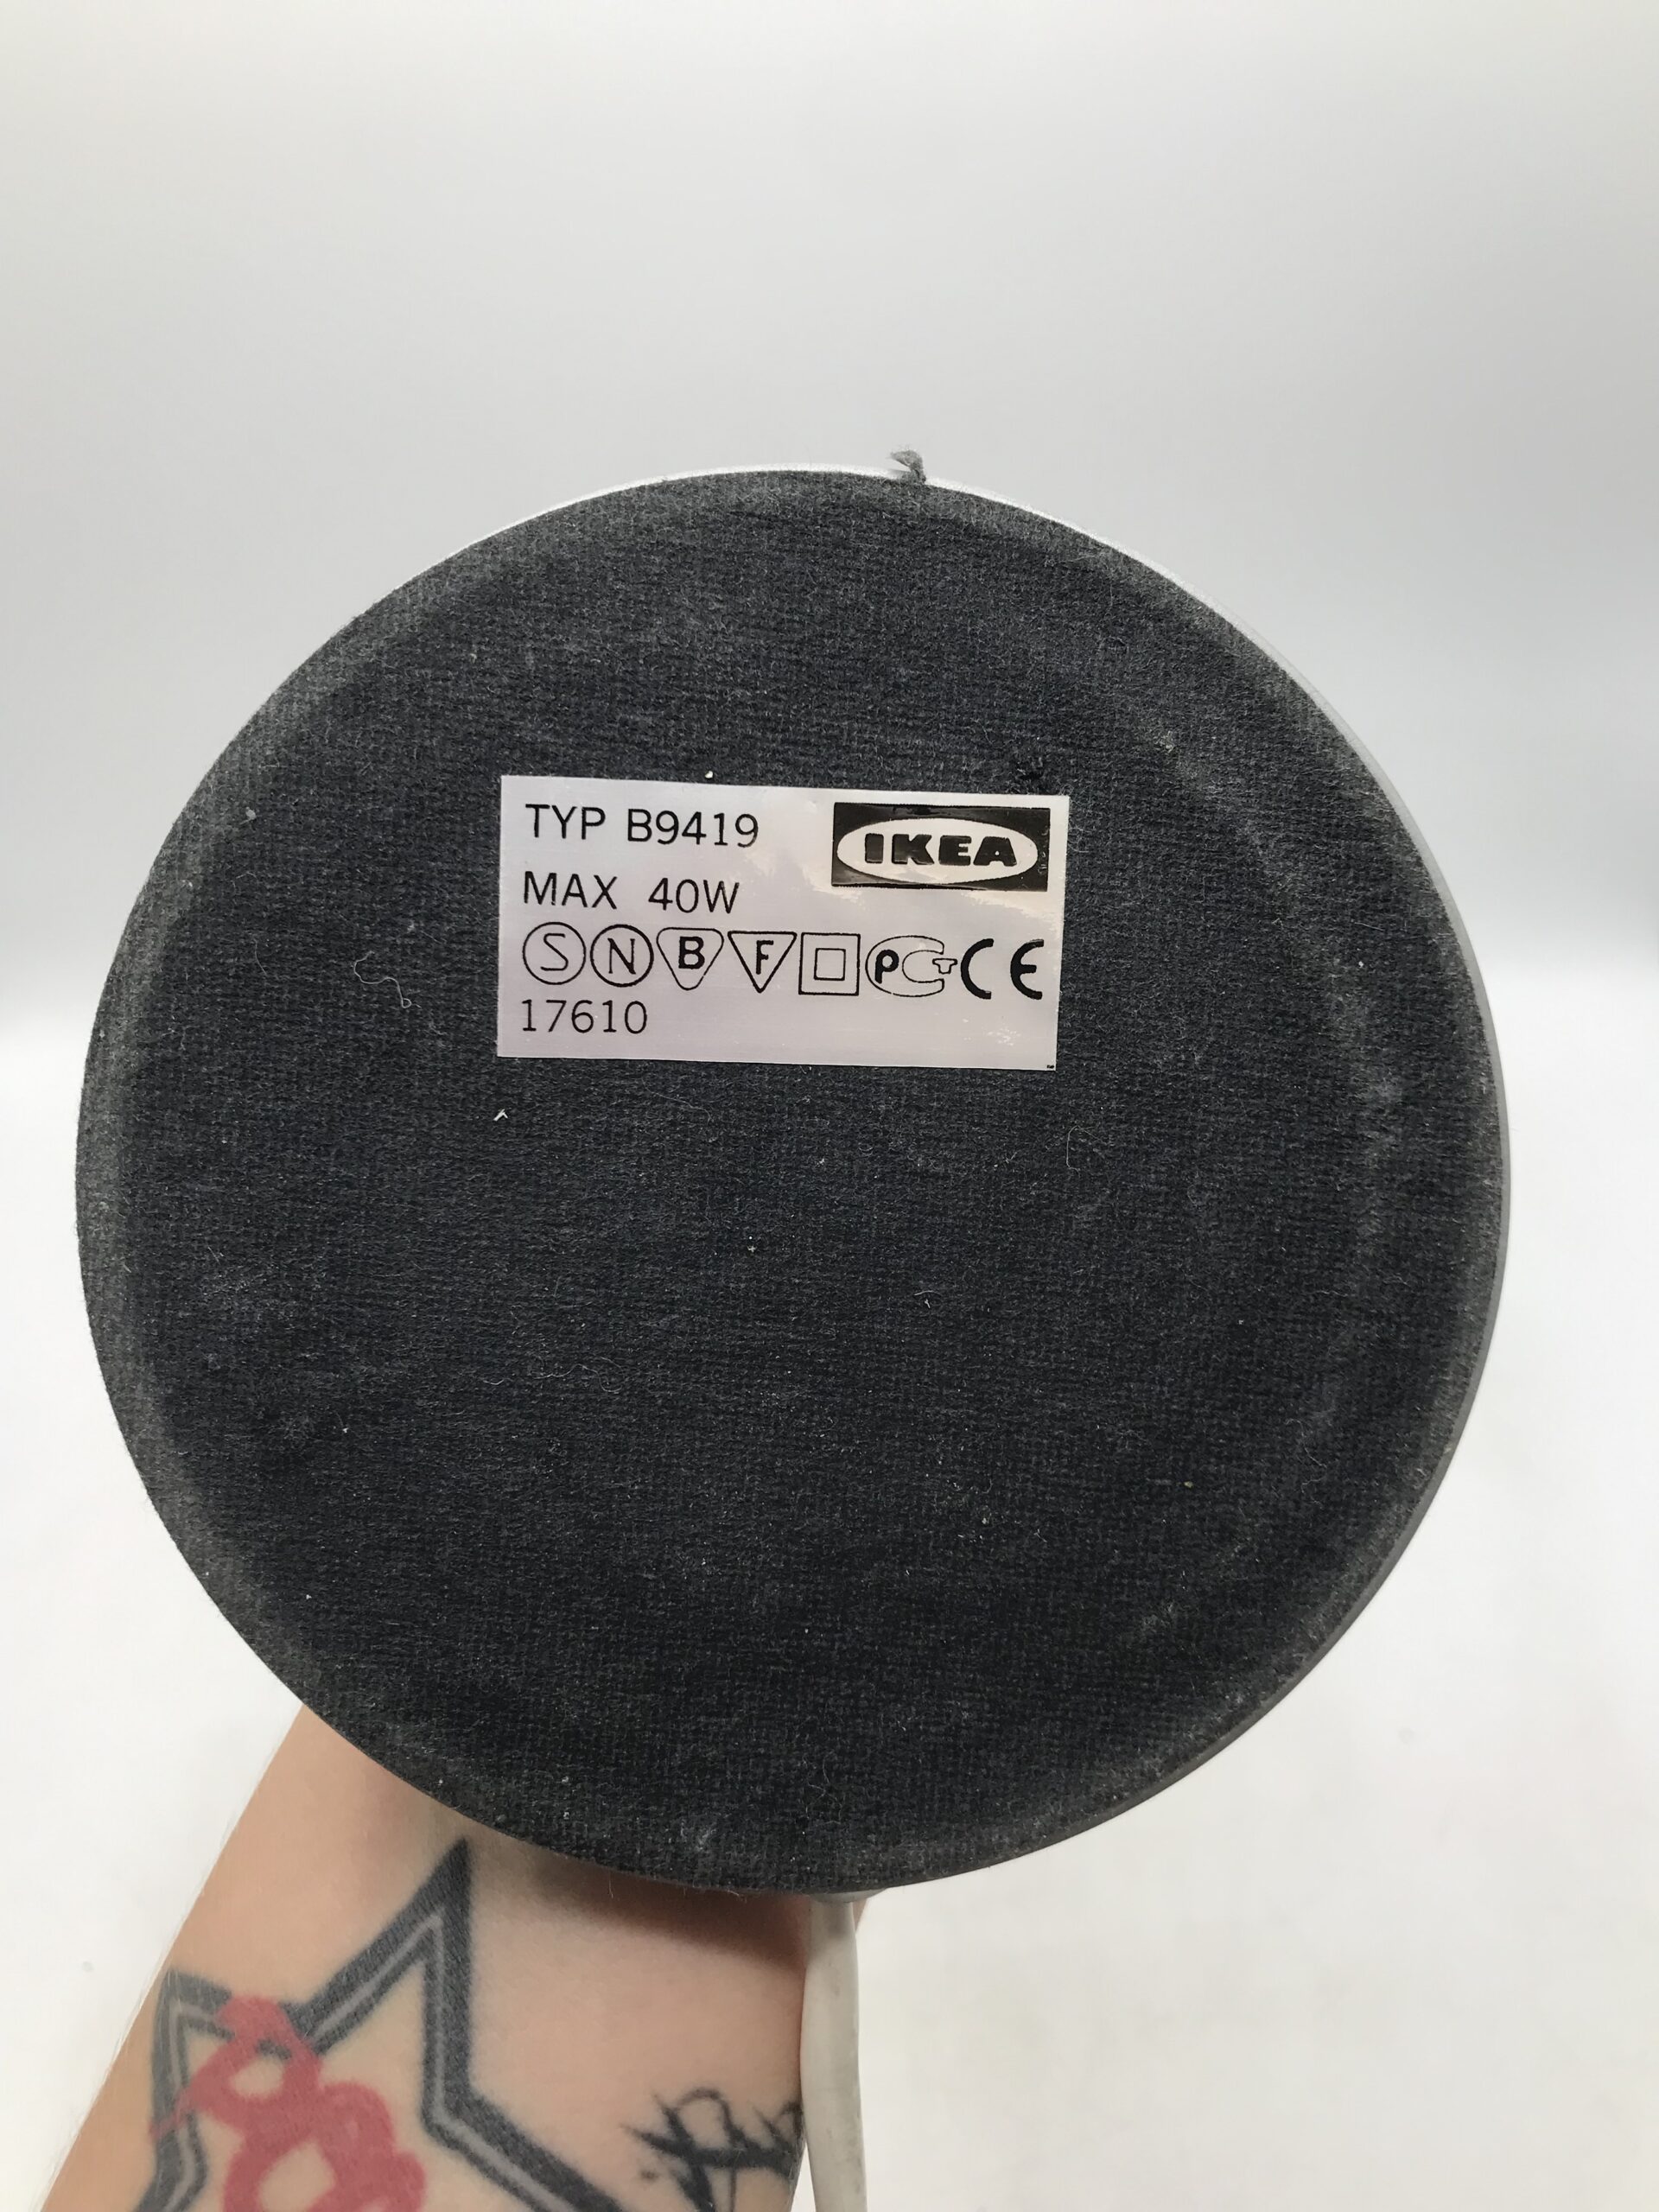 TYP B9419
IKEA
MAX 40W
S N B F PCT CE
17610